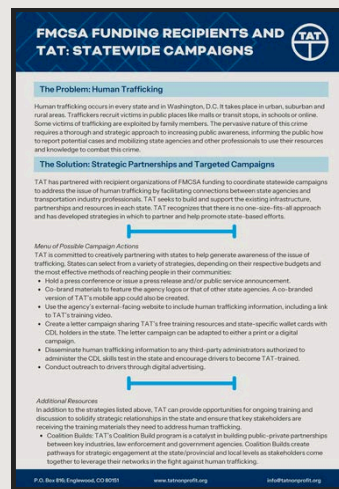 FMCSA FUNDING RECIPIENTS AND
TAT: STATEWIDE CAMPAIGNS
TAT
The Problem: Human Trafficking
Human trafficking occurs in every state and in Washington, D.C. It takes place in urban, suburban and
rural areas. Traffickers recruit victims in public places like malls or transit stops, in schools or online.
Some victims of trafficking are exploited by family members. The pervasive nature of this crime
requires a thorough and strategic approach to increasing public awareness, informing the public how
to report potential cases and mobilizing state agencies and other professionals to use their resources
and knowledge to combat this crime.
The Solution: Strategic Partnerships and Targeted Campaigns
TAT has partnered with recipient organizations of FMCSA funding to coordinate statewide campaigns
to address the issue of human trafficking by facilitating connections between state agencies and
transportation industry professionals. TAT seeks to build and support the existing infrastructure,
partnerships and resources in each state. TAT recognizes that there is no one-size-fits-all approach
and has developed strategies in which to partner and help promote state-based efforts.
Menu of Possible Campaign Actions
TAT is committed to creatively partnering with states to help generate awareness of the issue of
trafficking. States can select from a variety of strategies, depending on their respective budgets and
the most effective methods of reaching people in their communities:
• Hold a press conference or issue a press release and/or public service announcement.
• Co-brand materials to feature the agency logos or that of other state agencies. A co-branded
version of TAT's mobile app could also be created.
• Use the agency's external-facing website to include human trafficking information, including a link
to TAT's training video.
• Create a letter campaign sharing TAT's free training resources and state-specific wallet cards with
CDL holders in the state. The letter campaign can be adapted to either a print or a digital
campaign.
• Disseminate human trafficking information to any third-party administrators authorized to
administer the CDL skills test in the state and encourage drivers to become TAT-trained.
• Conduct outreach to drivers through digital advertising.
Additional Resources
In addition to the strategies listed above, TAT can provide opportunities for ongoing training and
discussion to solidify strategic relationships in the state and ensure that key stakeholders are
receiving the training materials they need to address human trafficking.
• Coalition Builds: TAT's Coalition Build program is a catalyst in building public-private partnerships
between key industries, law enforcement and government agencies. Coalition Builds create
pathways for strategic engagement at the state/provincial and local levels as stakeholders come
together to leverage their networks in the fight against human trafficking.
P.O. Box 816; Englewood, CO 80151 www.tatnonprofit.org info@tatnonprofit.org